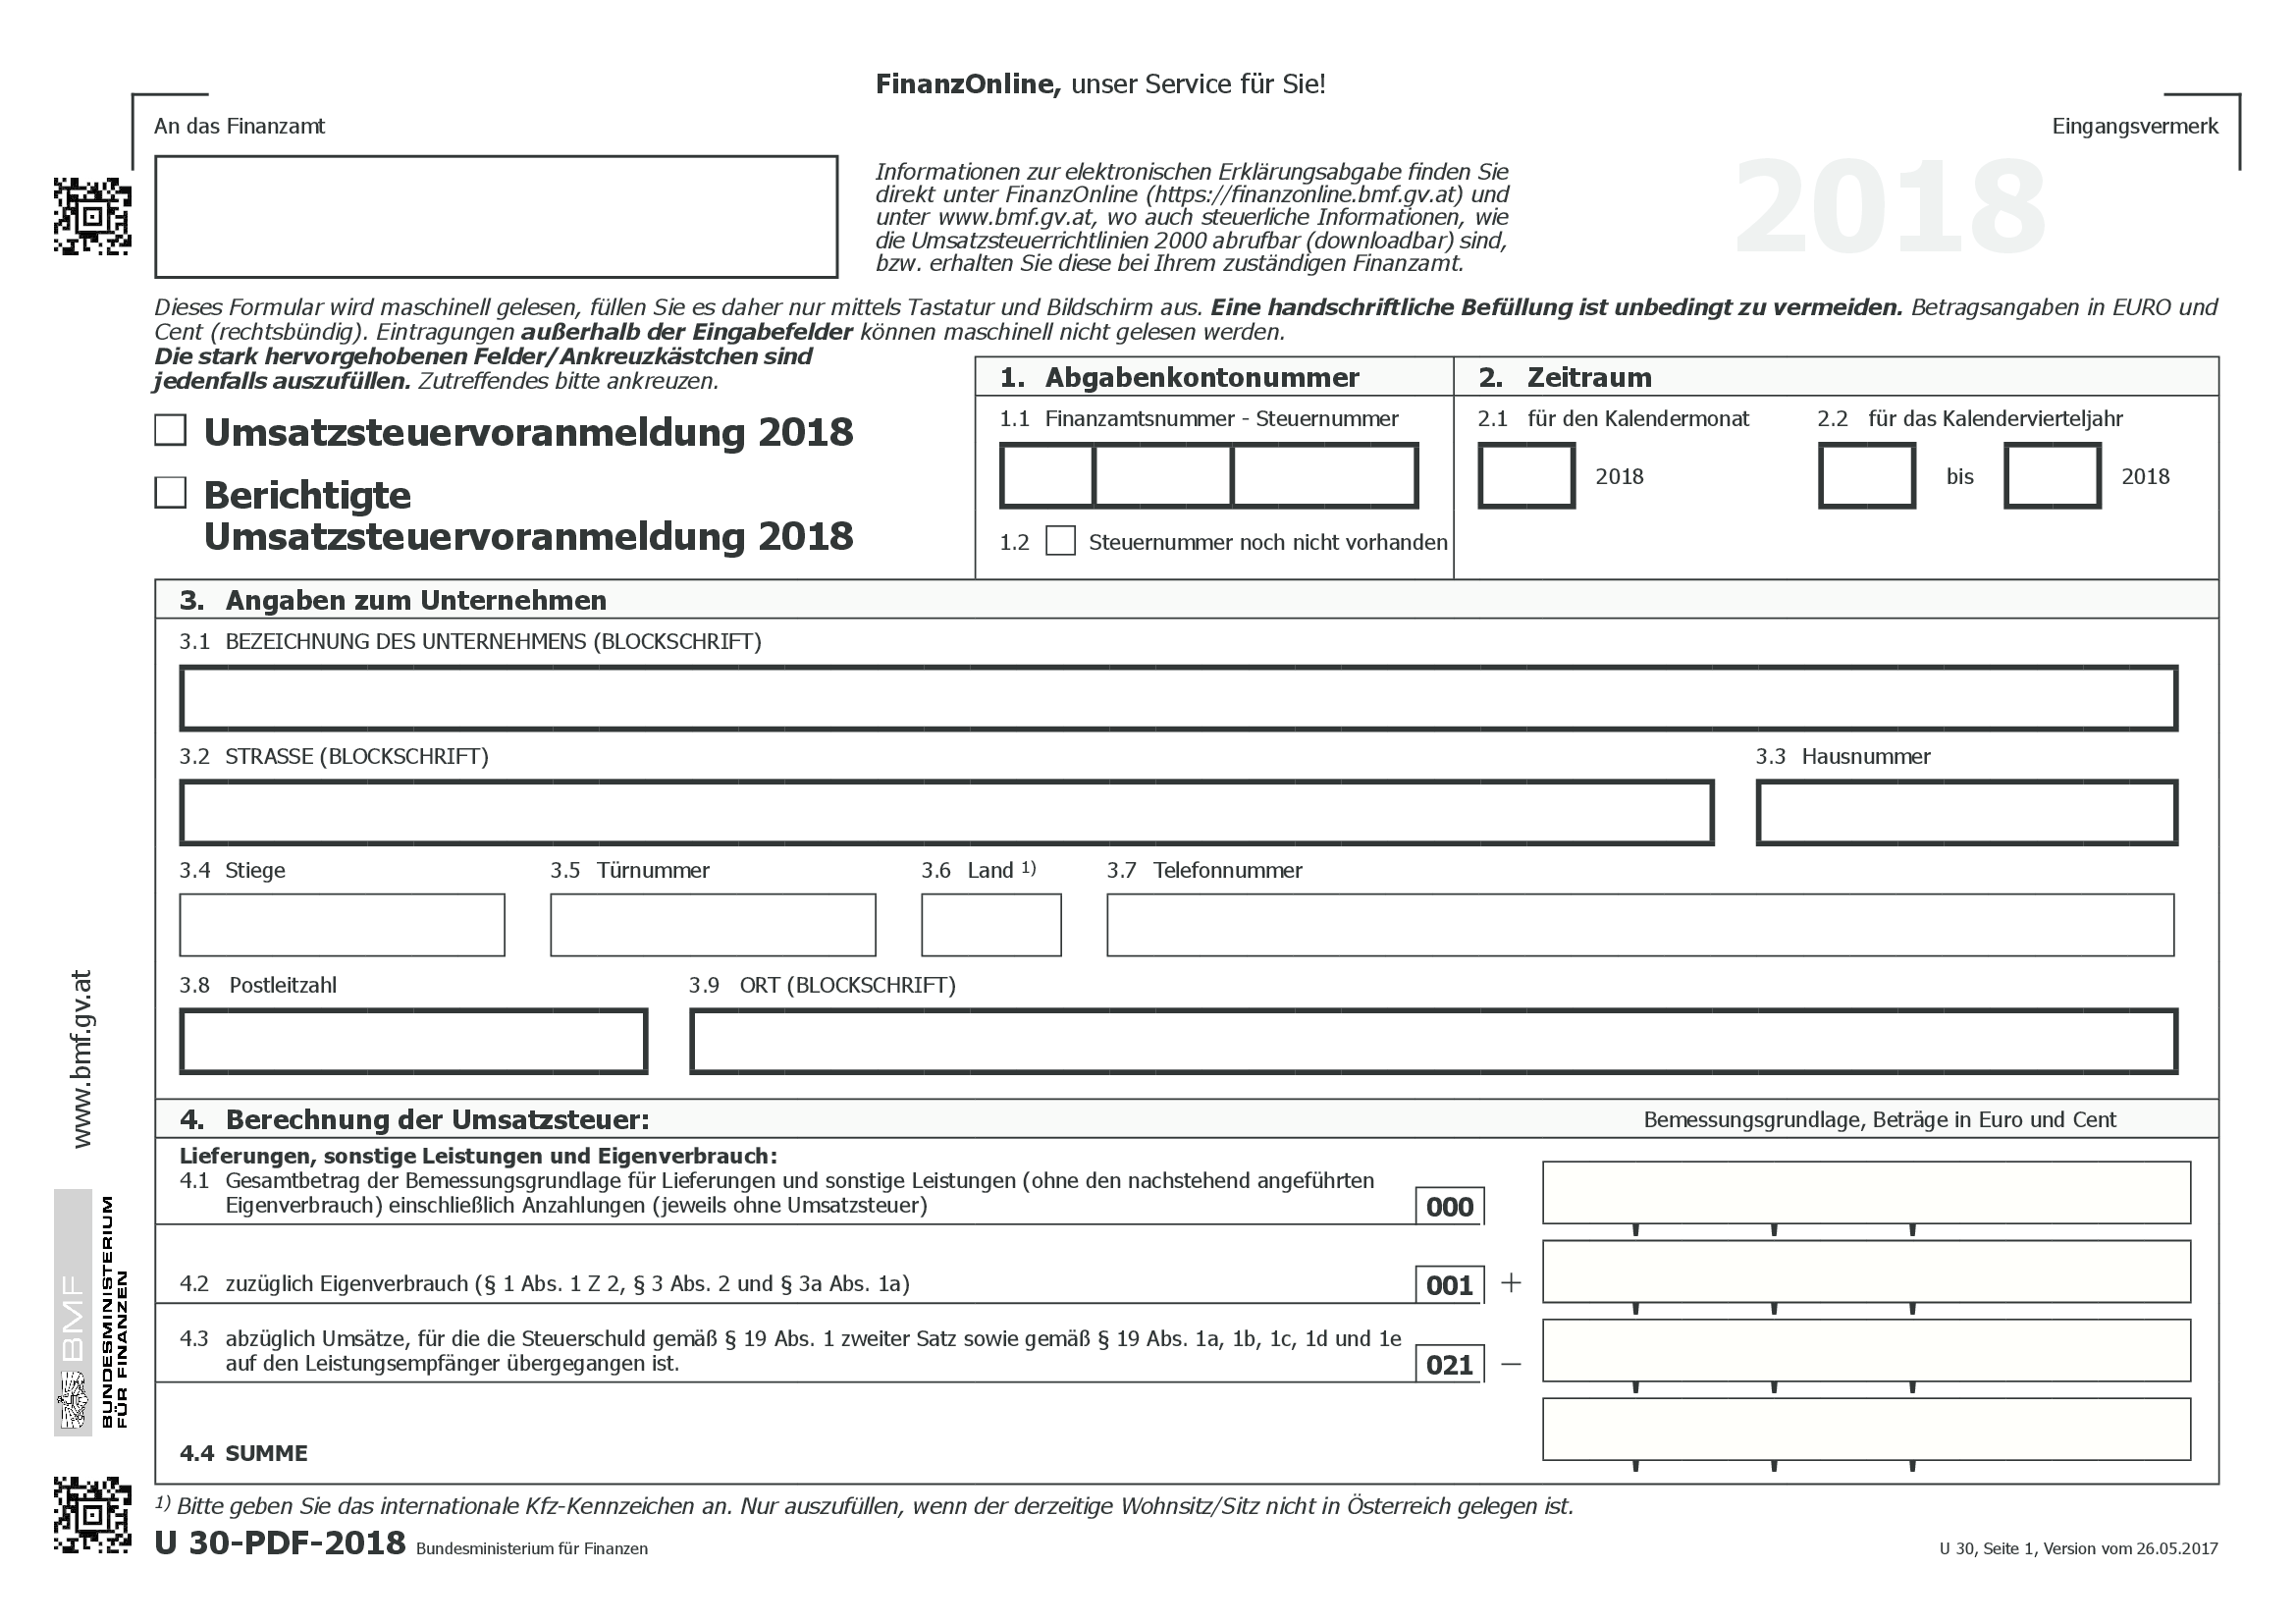 FinanzOnline, unser Service für Sie!
An das Finanzamt
Eingangsvermerk
Informationen zur elektronischen Erklärungsabgabe finden Sie
direkt unter FinanzOnline (https://finanzonline.bmf.gv.at) und
unter www.bmf.gv.at, wo auch steuerliche Informationen, wie
die Umsatzsteuerrichtlinien 2000 abrufbar (downloadbar) sind,
bzw. erhalten Sie diese bei Ihrem zuständigen Finanzamt.
2018
Dieses Formular wird maschinell gelesen, füllen Sie es daher nur mittels Tastatur und Bildschirm aus. Eine handschriftliche Befüllung ist unbedingt zu vermeiden. Betragsangaben in EURO und
Cent (rechtsbündig). Eintragungen außerhalb der Eingabefelder können maschinell nicht gelesen werden.
Die stark hervorgehobenen Felder/Ankreuzkästchen sind
jedenfalls auszufüllen. Zutreffendes bitte ankreuzen.
Umsatzsteuervoranmeldung 2018
Berichtigte
Umsatzsteuervoranmeldung 2018
1. Abgabenkontonummer
1.1 Finanzamtsnummer - Steuernummer
1.2 Steuernummer noch nicht vorhanden
2. Zeitraum
2.1 für den Kalendermonat
2018
2.2 für das Kalendervierteljahr
bis 2018
3. Angaben zum Unternehmen
3.1 BEZEICHNUNG DES UNTERNEHMENS (BLOCKSCHRIFT)
3.2 STRASSE (BLOCKSCHRIFT)
3.3 Hausnummer
3.4 Stiege
3.5 Türnummer
3.6 Land 1)
3.7 Telefonnummer
3.8 Postleitzahl
3.9 ORT (BLOCKSCHRIFT)
4. Berechnung der Umsatzsteuer:
Bemessungsgrundlage, Beträge in Euro und Cent
Lieferungen, sonstige Leistungen und Eigenverbrauch:
4.1 Gesamtbetrag der Bemessungsgrundlage für Lieferungen und sonstige Leistungen (ohne den nachstehend angeführten
Eigenverbrauch) einschließlich Anzahlungen (jeweils ohne Umsatzsteuer)
000
4.2 zuzüglich Eigenverbrauch (§ 1 Abs. 1 Z 2, § 3 Abs. 2 und § 3a Abs. 1a)
001 +
4.3 abzüglich Umsätze, für die die Steuerschuld gemäß § 19 Abs. 1 zweiter Satz sowie gemäß § 19 Abs. 1a, 1b, 1c, 1d und 1e
auf den Leistungsempfänger übergegangen ist.
021 –
4.4 SUMME
1) Bitte geben Sie das internationale Kfz-Kennzeichen an. Nur auszufüllen, wenn der derzeitige Wohnsitz/Sitz nicht in Österreich gelegen ist.
U 30-PDF-2018 Bundesministerium für Finanzen
U 30, Seite 1, Version vom 26.05.2017
www.bmf.gv.at
BMF
BUNDESMINISTERIUM
FÜR FINANZEN